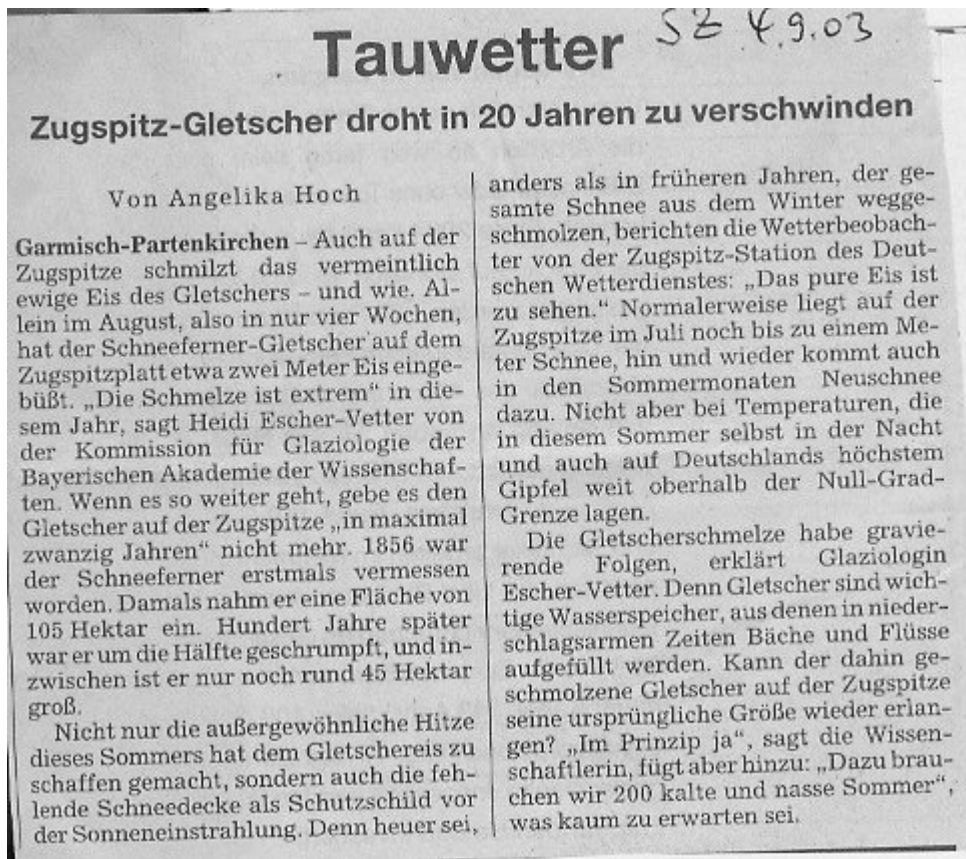 SZ 4.9.03
Tauwetter
Zugspitz-Gletscher droht in 20 Jahren zu verschwinden
Von Angelika Hoch
Garmisch-Partenkirchen – Auch auf der
Zugspitze schmilzt das vermeintlich
ewige Eis des Gletschers – und wie. Al-
lein im August, also in nur vier Wochen,
hat der Schneeferner-Gletscher auf dem
Zugspitzplatt etwa zwei Meter Eis einge-
büßt. „Die Schmelze ist extrem“ in die-
sem Jahr, sagt Heidi Escher-Vetter von
der Kommission für Glaziologie der
Bayerischen Akademie der Wissenschaf-
ten. Wenn es so weiter geht, gebe es den
Gletscher auf der Zugspitze „in maximal
zwanzig Jahren“ nicht mehr. 1856 war
der Schneeferner erstmals vermessen
worden. Damals nahm er eine Fläche von
105 Hektar ein. Hundert Jahre später
war er um die Hälfte geschrumpft, und in-
zwischen ist er nur noch rund 45 Hektar
groß.
Nicht nur die außergewöhnliche Hitze
dieses Sommers hat dem Gletschereis zu
schaffen gemacht, sondern auch die feh-
lende Schneedecke als Schutzschild vor
der Sonneneinstrahlung. Denn heuer sei,
anders als in früheren Jahren, der ge-
samte Schnee aus dem Winter wegge-
schmolzen, berichten die Wetterbeobach-
ter von der Zugspitz-Station des Deut-
schen Wetterdienstes: „Das pure Eis ist
zu sehen.“ Normalerweise liegt auf der
Zugspitze im Juli noch bis zu einem Me-
ter Schnee, hin und wieder kommt auch
in den Sommermonaten Neuschnee
dazu. Nicht aber bei Temperaturen, die
in diesem Sommer selbst in der Nacht
und auch auf Deutschlands höchstem
Gipfel weit oberhalb der Null-Grad-
Grenze lagen.
Die Gletscherschmelze habe gravie-
rende Folgen, erklärt Glaziologin
Escher-Vetter. Denn Gletscher sind wich-
tige Wasserspeicher, aus denen in nieder-
schlagsarmen Zeiten Bäche und Flüsse
aufgefüllt werden. Kann der dahin ge-
schmolzene Gletscher auf der Zugspitze
seine ursprüngliche Größe wieder erlan-
gen? „Im Prinzip ja“, sagt die Wissen-
schaftlerin, fügt aber hinzu: „Dazu brau-
chen wir 200 kalte und nasse Sommer“,
was kaum zu erwarten sei.